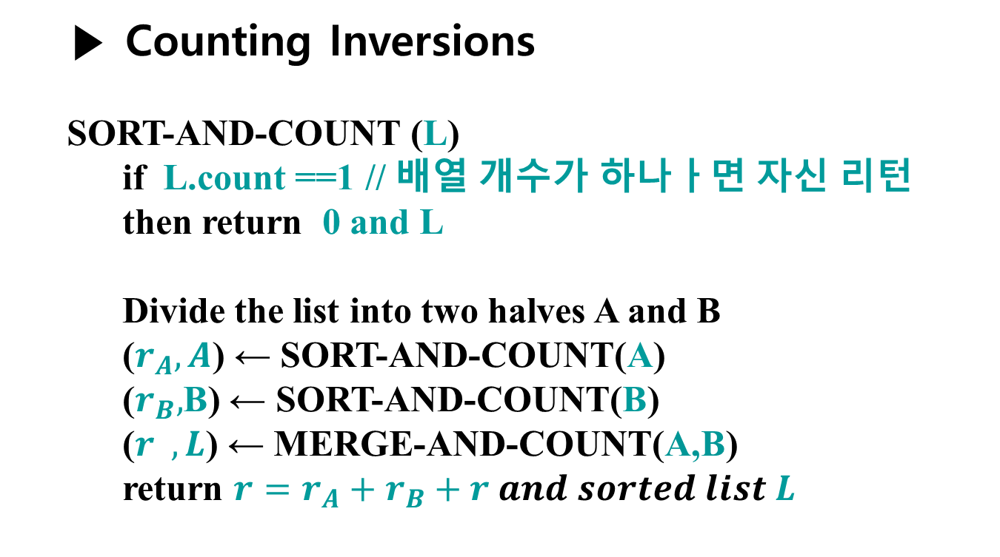 ▶ Counting Inversions
SORT-AND-COUNT (L)
if L.count ==1 // 배열 개수가 하나ㅏ면 자신 리턴
then return 0 and L
Divide the list into two halves A and B
(r_A, A) ← SORT-AND-COUNT(A)
(r_B,B) ← SORT-AND-COUNT(B)
(r , L) ← MERGE-AND-COUNT(A,B)
return r = r_A + r_B + r and sorted list L